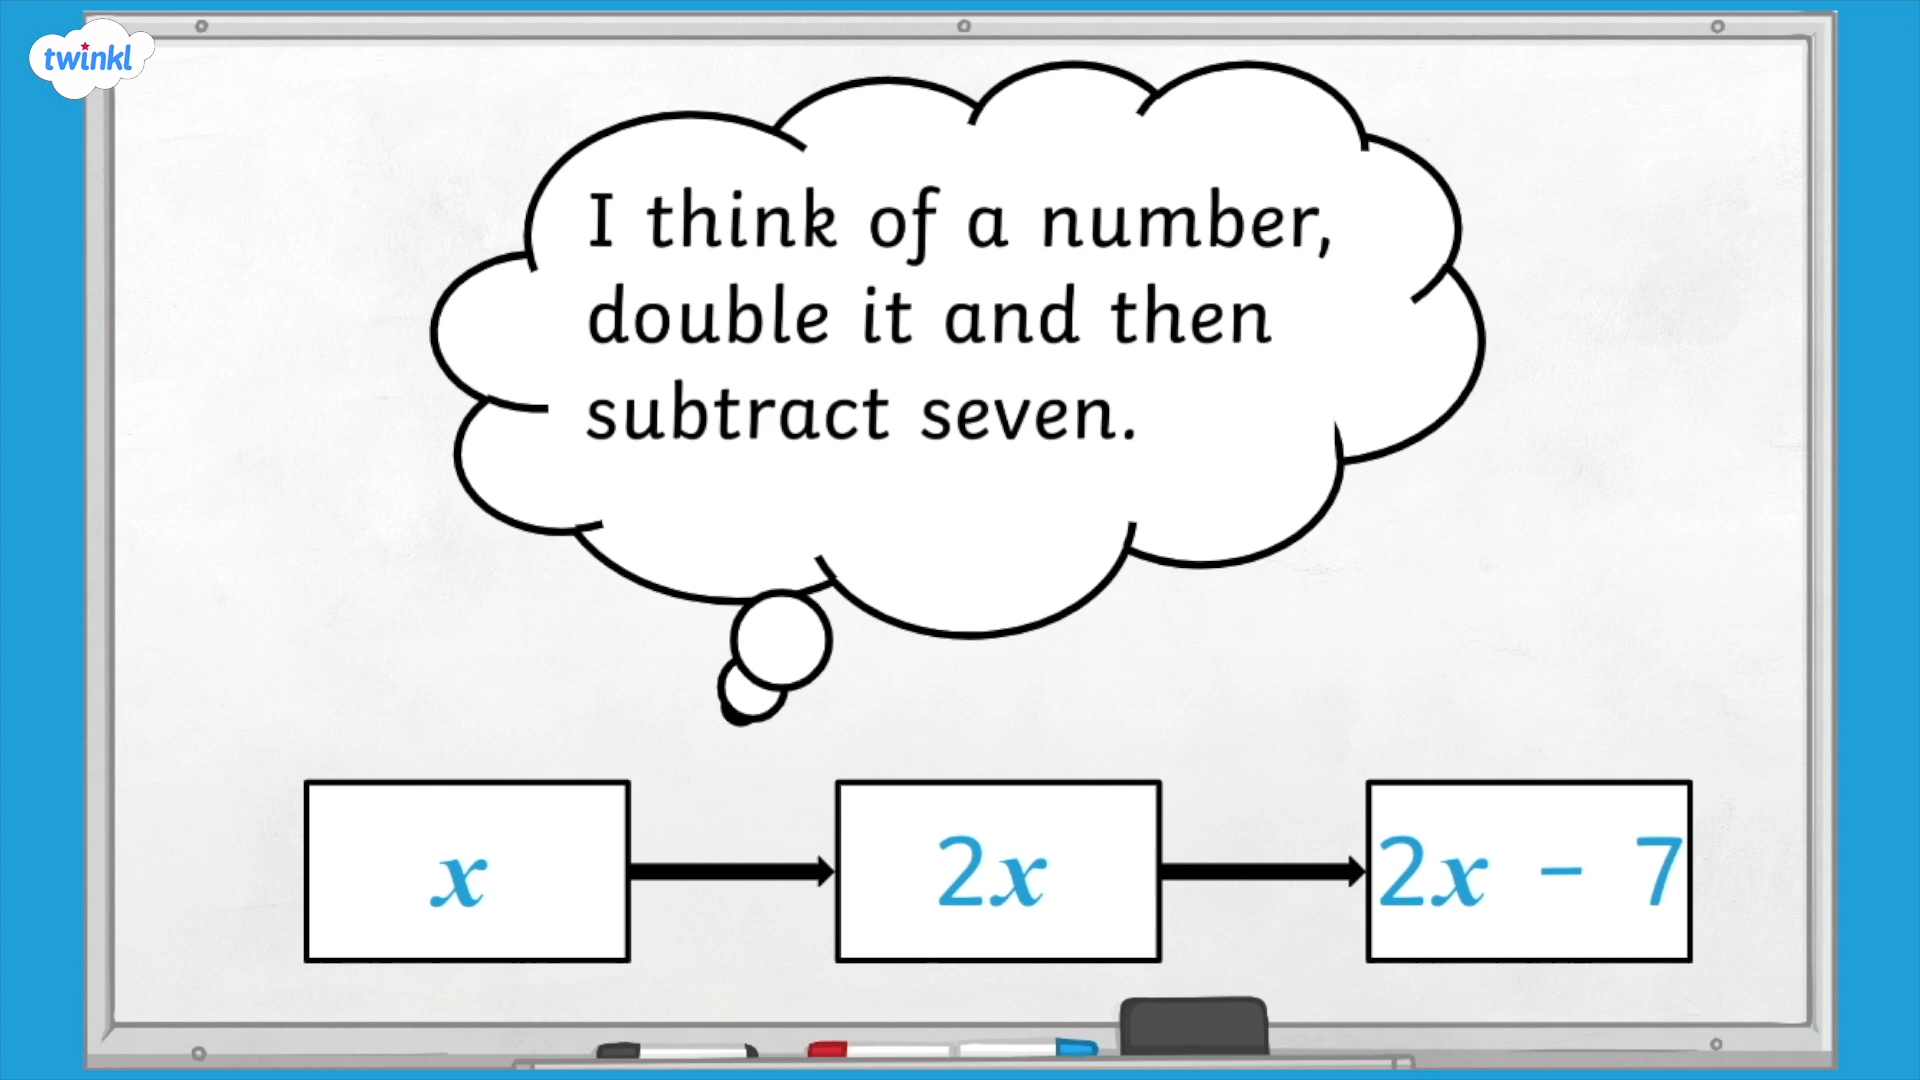 twinkl
I think of a number,
double it and then
subtract seven.
x
2x
2x − 7